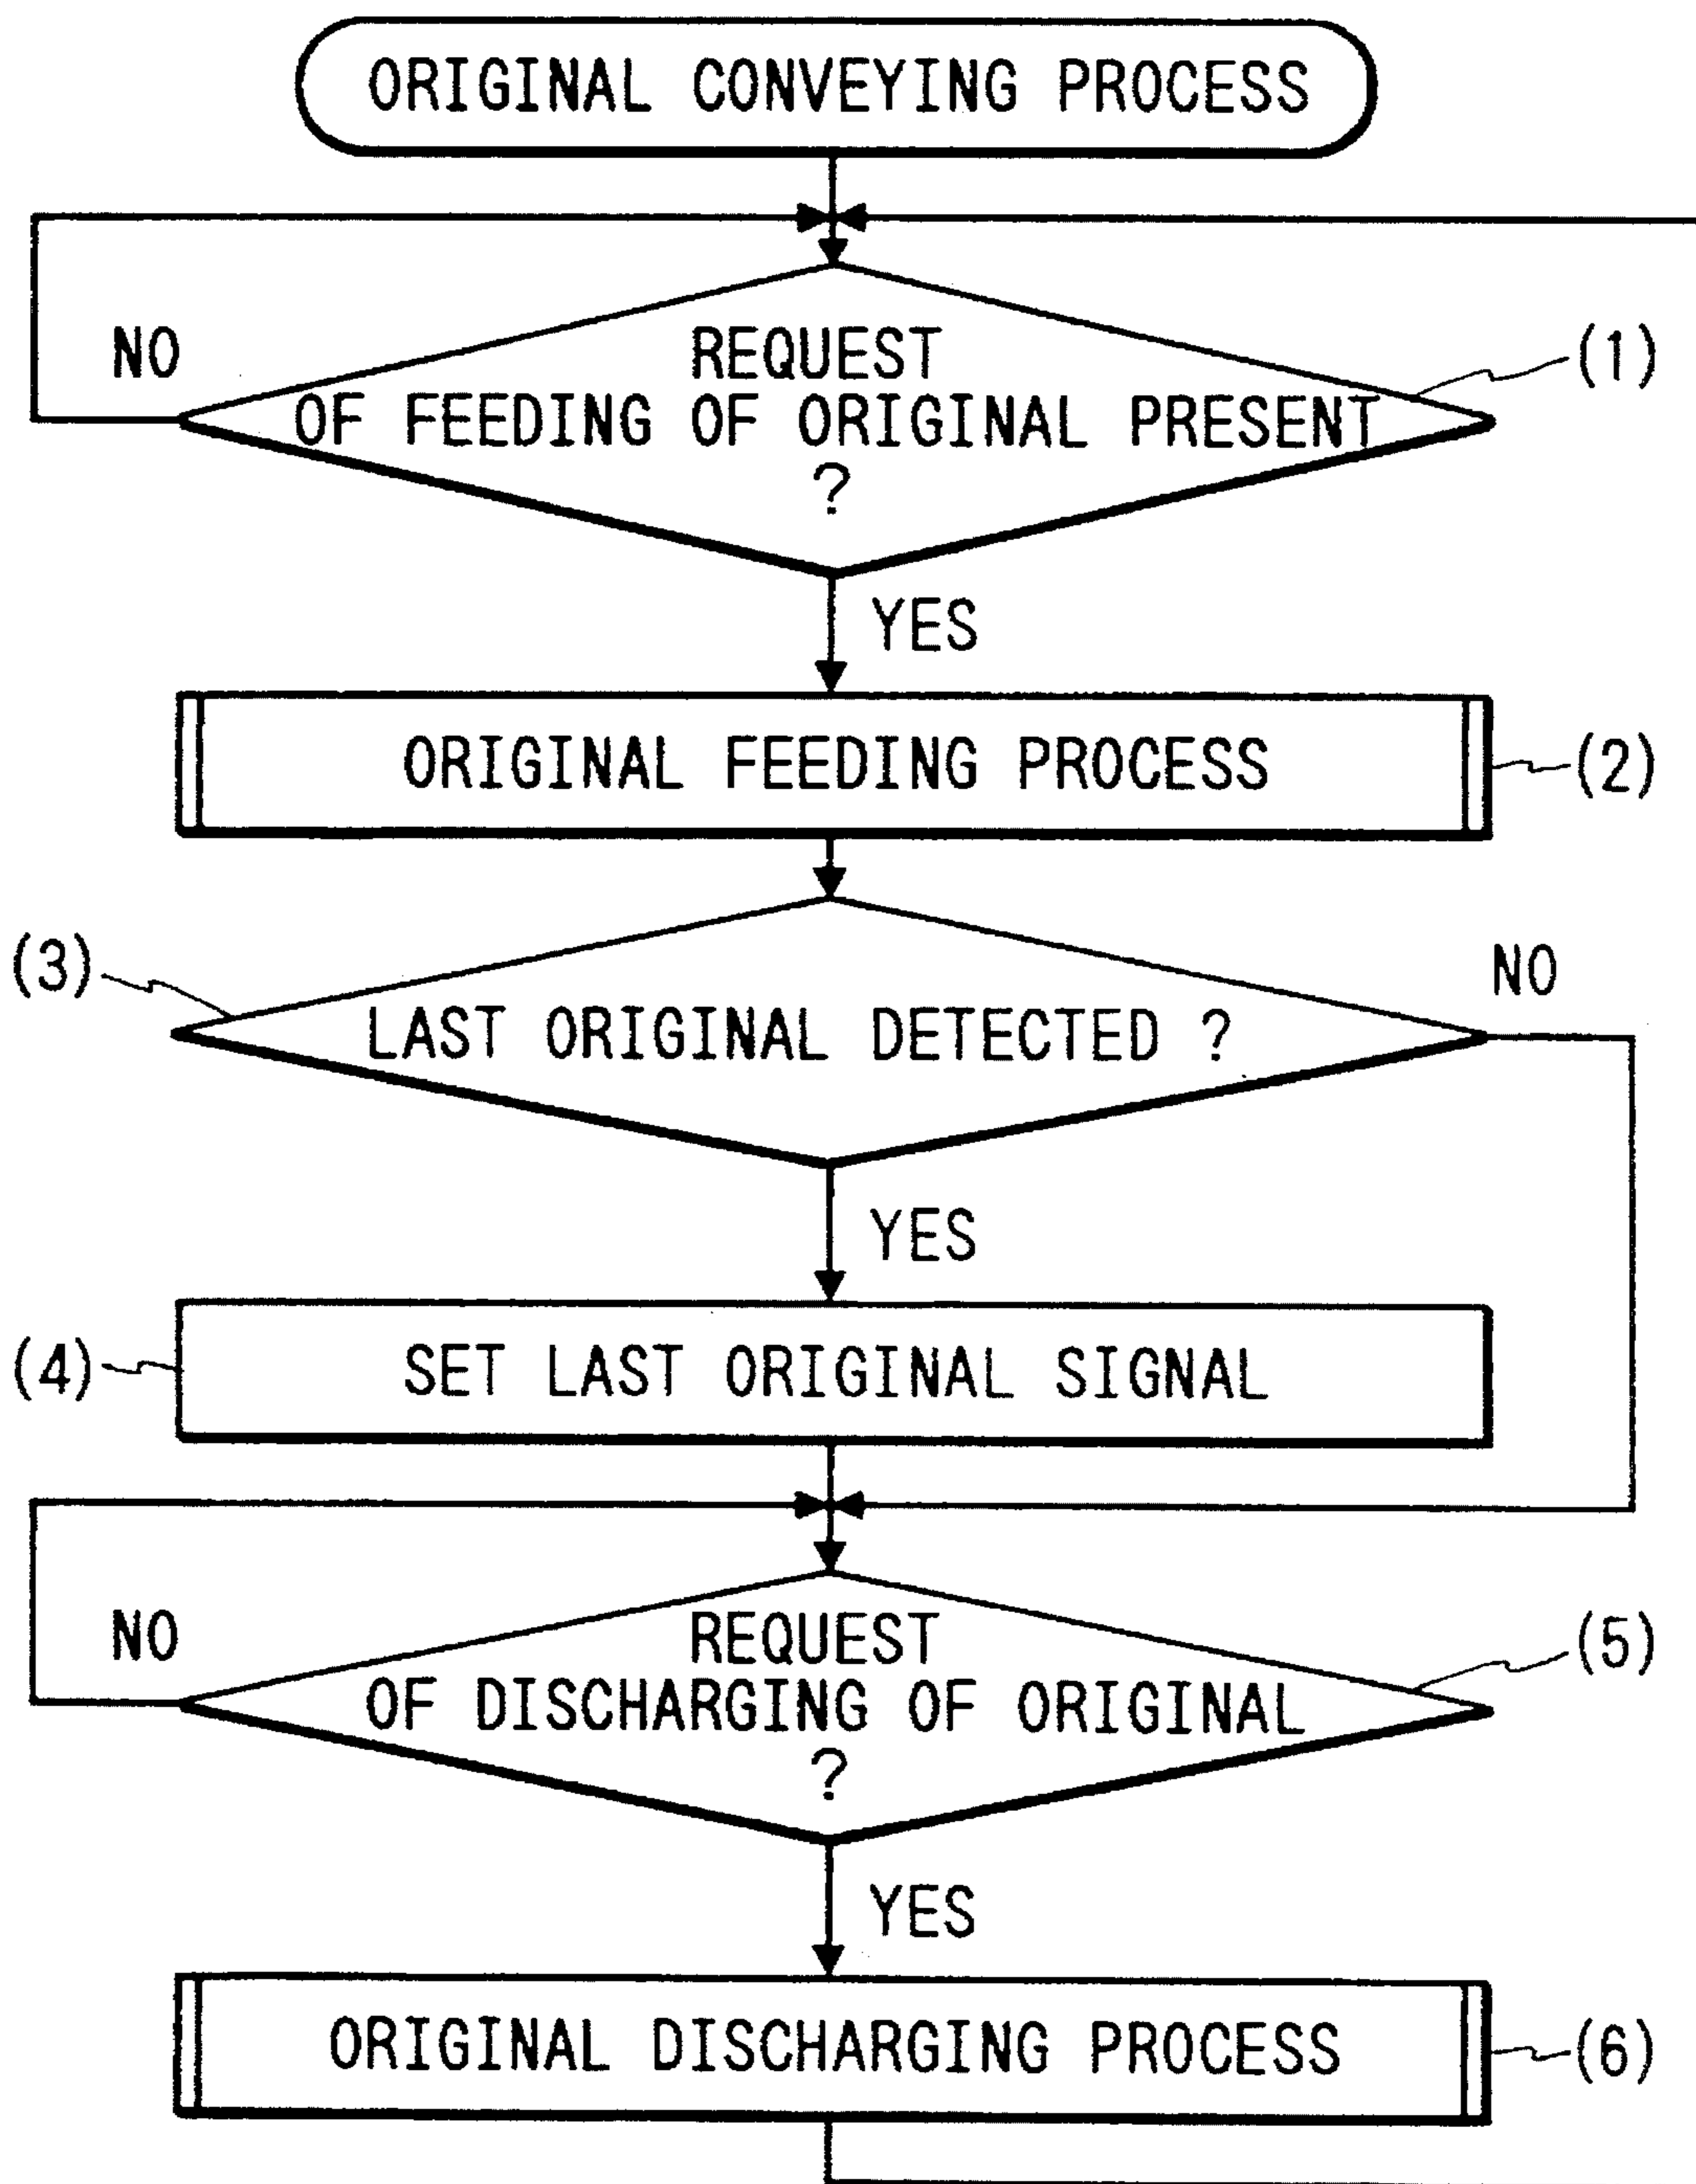 ORIGINAL CONVEYING PROCESS
NO
REQUEST
OF FEEDING OF ORIGINAL PRESENT
?
(1)
YES
ORIGINAL FEEDING PROCESS
(2)
(3)
LAST ORIGINAL DETECTED ?
NO
YES
(4)
SET LAST ORIGINAL SIGNAL
NO
REQUEST
OF DISCHARGING OF ORIGINAL
?
(5)
YES
ORIGINAL DISCHARGING PROCESS
(6)